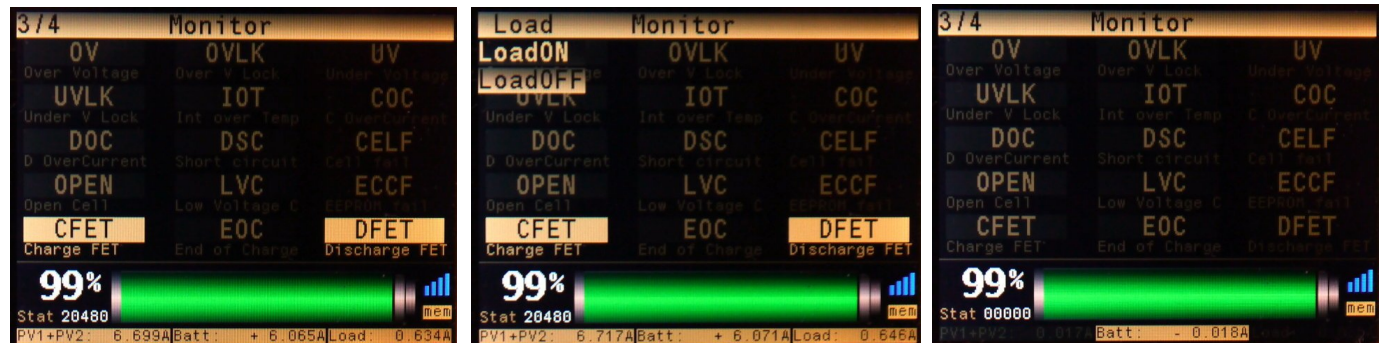 3/4 Monitor
OV OVLK UV
Over Voltage Over V Lock Under Voltage
UVLK IOT COC
Under V Lock Int over Temp C OverCurrent
DOC DSC CELF
D OverCurrent Short circuit Cell fail
OPEN LVC ECCF
Open Cell Low Voltage C EEPROM fail
CFET EOC DFET
Charge FET End of Charge Discharge FET
99%
Stat 20480
mem
PV1+PV2: 6.699A Batt: + 6.065A Load: 0.634A
Load Monitor
LoadON OVLK UV
Over V Lock Under Voltage
LoadOFF
UVLK IOT COC
Under V Lock Int over Temp C OverCurrent
DOC DSC CELF
D OverCurrent Short circuit Cell fail
OPEN LVC ECCF
Open Cell Low Voltage C EEPROM fail
CFET EOC DFET
Charge FET End of Charge Discharge FET
99%
Stat 20480
mem
PV1+PV2: 6.717A Batt: + 6.071A Load: 0.646A
3/4 Monitor
OV OVLK UV
Over Voltage Over V Lock Under Voltage
UVLK IOT COC
Under V Lock Int over Temp C OverCurrent
DOC DSC CELF
D OverCurrent Short circuit Cell fail
OPEN LVC ECCF
Open Cell Low Voltage C EEPROM fail
CFET EOC DFET
Charge FET End of Charge Discharge FET
99%
Stat 00000
mem
PV1+PV2: 0.017A Batt: - 0.018A